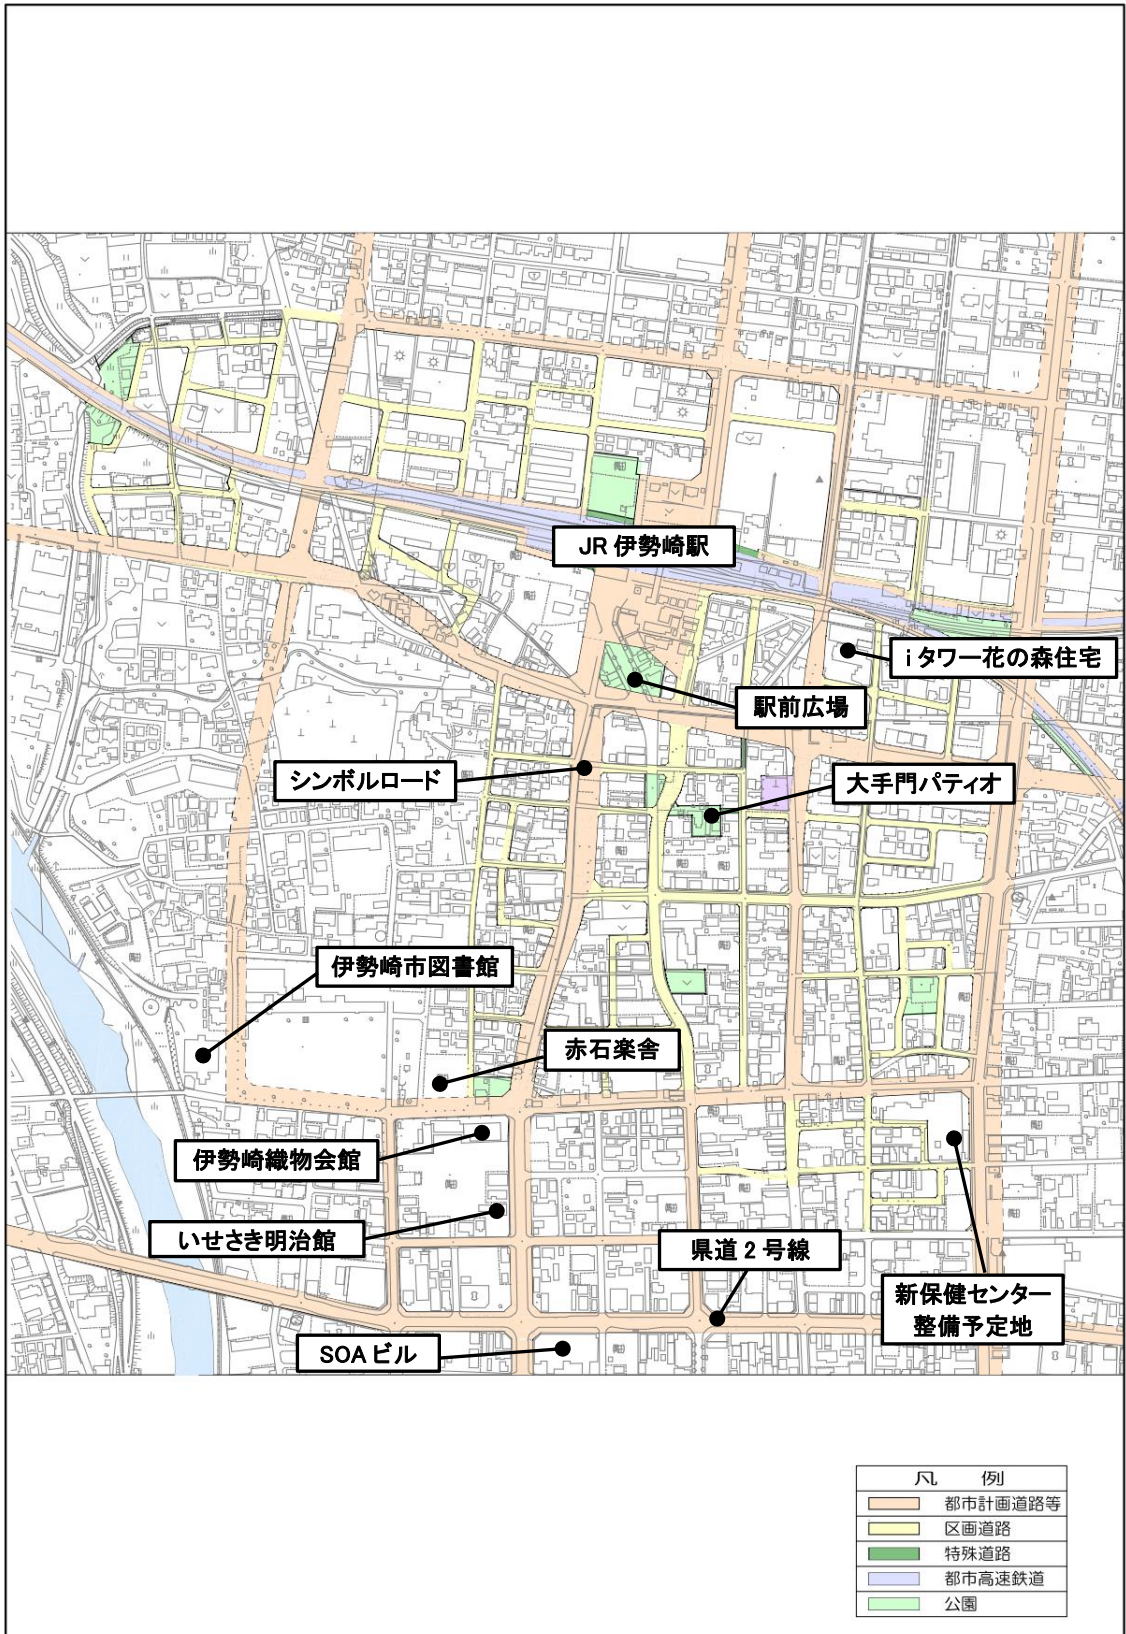 JR 伊勢崎駅
iタワー花の森住宅
駅前広場
シンボルロード
大手門パティオ
伊勢崎市図書館
赤石楽舎
伊勢崎織物会館
いせさき明治館
県道2号線
新保健センター
整備予定地
SOAビル
凡 例
都市計画道路等
区画道路
特殊道路
都市高速鉄道
公園